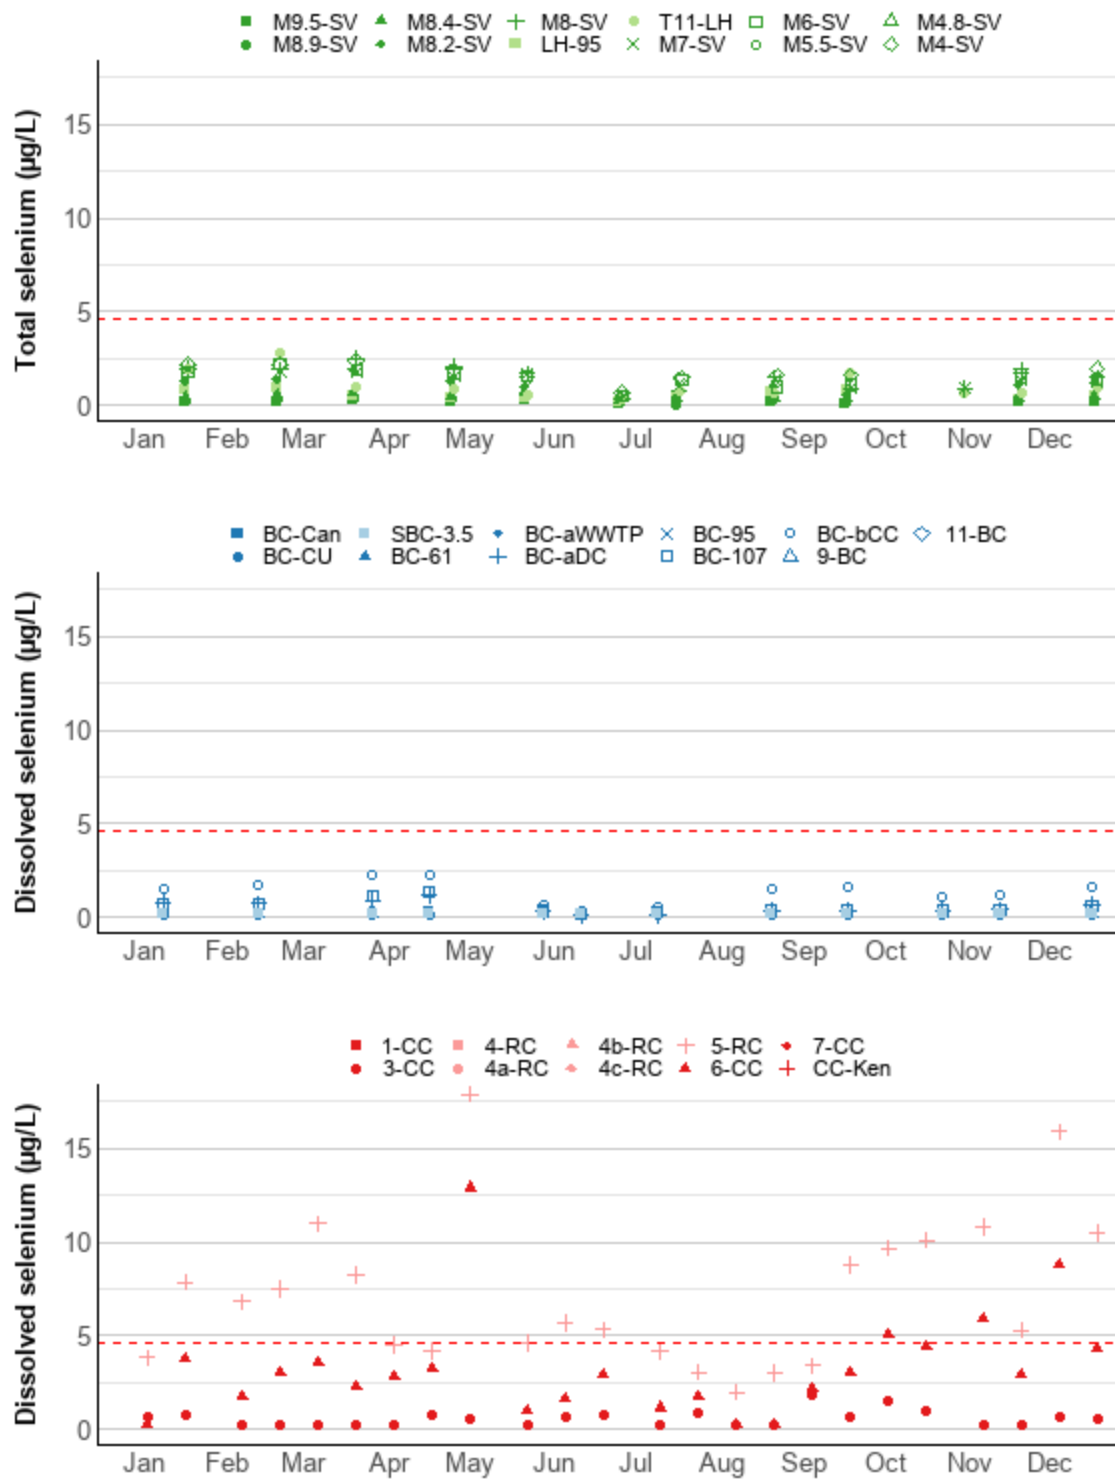 M9.5-SV M8.4-SV M8-SV T11-LH M6-SV M4.8-SV
M8.9-SV M8.2-SV LH-95 M7-SV M5.5-SV M4-SV
Total selenium (µg/L)
15
10
5
0
Jan Feb Mar Apr May Jun Jul Aug Sep Oct Nov Dec
BC-Can SBC-3.5 BC-aWWTP BC-95 BC-bCC 11-BC
BC-CU BC-61 BC-aDC BC-107 9-BC
Dissolved selenium (µg/L)
15
10
5
0
Jan Feb Mar Apr May Jun Jul Aug Sep Oct Nov Dec
1-CC 4-RC 4b-RC 5-RC 7-CC
3-CC 4a-RC 4c-RC 6-CC CC-Ken
Dissolved selenium (µg/L)
15
10
5
0
Jan Feb Mar Apr May Jun Jul Aug Sep Oct Nov Dec